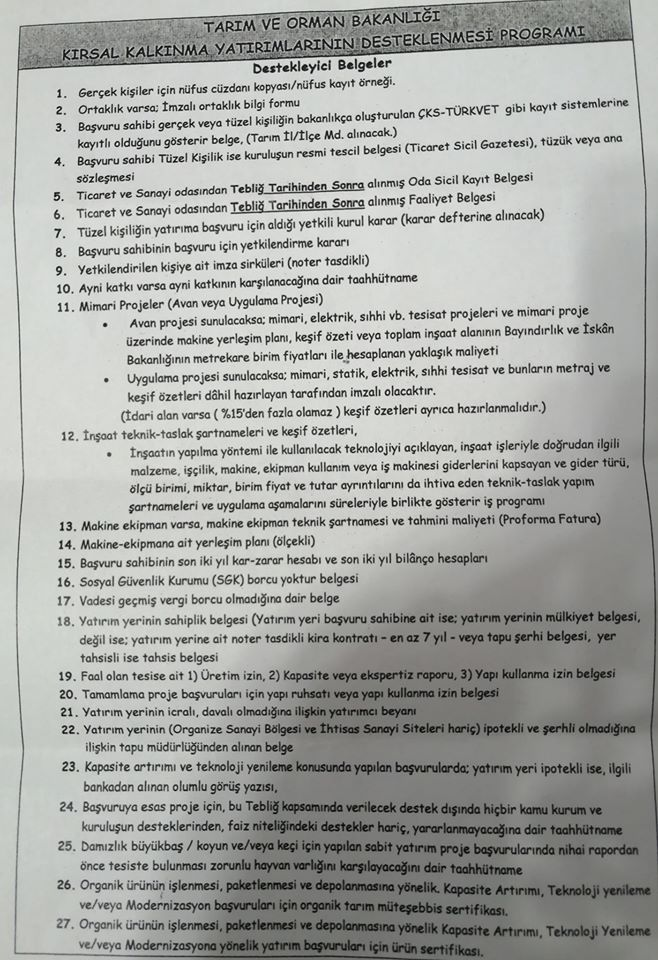 TARIM VE ORMAN BAKANLIĞI
KIRSAL KALKINMA YATIRIMLARININ DESTEKLENMESİ PROGRAMI
Destekleyici Belgeler
1. Gerçek kişiler için nüfus cüzdanı kopyası/nüfus kayıt örneği.
2. Ortaklık varsa; İmzalı ortaklık bilgi formu
3. Başvuru sahibi gerçek veya tüzel kişiliğin bakanlıkça oluşturulan ÇKS-TÜRKVET gibi kayıt sistemlerine
kayıtlı olduğunu gösterir belge, (Tarım İl/İlçe Md. alınacak.)
4. Başvuru sahibi Tüzel Kişilik ise kuruluşun resmi tescil belgesi (Ticaret Sicil Gazetesi), tüzük veya ana
sözleşmesi
5. Ticaret ve Sanayi odasından Tebliğ Tarihinden Sonra alınmış Oda Sicil Kayıt Belgesi
6. Ticaret ve Sanayi odasından Tebliğ Tarihinden Sonra alınmış Faaliyet Belgesi
7. Tüzel kişiliğin yatırıma başvuru için aldığı yetkili kurul karar (karar defterine alınacak)
8. Başvuru sahibinin başvuru için yetkilendirme kararı
9. Yetkilendirilen kişiye ait imza sirküleri (noter tasdikli)
10. Ayni katkı varsa ayni katkının karşılanacağına dair taahhütname
11. Mimari Projeler (Avan veya Uygulama Projesi)
• Avan projesi sunulacaksa; mimari, elektrik, sıhhi vb. tesisat projeleri ve mimari proje
üzerinde makine yerleşim planı, keşif özeti veya toplam inşaat alanının Bayındırlık ve İskân
Bakanlığının metrekare birim fiyatları ile hesaplanan yaklaşık maliyeti
• Uygulama projesi sunulacaksa; mimari, statik, elektrik, sıhhi tesisat ve bunların metraj ve
keşif özetleri dâhil hazırlayan tarafından imzalı olacaktır.
(İdari alan varsa ( %15'den fazla olamaz ) keşif özetleri ayrıca hazırlanmalıdır.)
12. İnşaat teknik-taslak şartnameleri ve keşif özetleri,
• İnşaatın yapılma yöntemi ile kullanılacak teknolojiyi açıklayan, inşaat işleriyle doğrudan ilgili
malzeme, işçilik, makine, ekipman kullanım veya iş makinesi giderlerini kapsayan ve gider türü,
ölçü birimi, miktar, birim fiyat ve tutar ayrıntılarını da ihtiva eden teknik-taslak yapım
şartnameleri ve uygulama aşamalarını süreleriyle birlikte gösterir iş programı
13. Makine ekipman varsa, makine ekipman teknik şartnamesi ve tahmini maliyeti (Proforma Fatura)
14. Makine-ekipmana ait yerleşim planı (ölçekli)
15. Başvuru sahibinin son iki yıl kar-zarar hesabı ve son iki yıl bilânço hesapları
16. Sosyal Güvenlik Kurumu (SGK) borcu yoktur belgesi
17. Vadesi geçmiş vergi borcu olmadığına dair belge
18. Yatırım yerinin sahiplik belgesi (Yatırım yeri başvuru sahibine ait ise; yatırım yerinin mülkiyet belgesi,
değil ise; yatırım yerine ait noter tasdikli kira kontratı – en az 7 yıl - veya tapu şerhi belgesi, yer
tahsisli ise tahsis belgesi
19. Faal olan tesise ait 1) Üretim izin, 2) Kapasite veya ekspertiz raporu, 3) Yapı kullanma izin belgesi
20. Tamamlama proje başvuruları için yapı ruhsatı veya yapı kullanma izin belgesi
21. Yatırım yerinin icralı, davalı olmadığına ilişkin yatırımcı beyanı
22. Yatırım yerinin (Organize Sanayi Bölgesi ve İhtisas Sanayi Siteleri hariç) ipotekli ve şerhli olmadığına
ilişkin tapu müdürlüğünden alınan belge
23. Kapasite artırımı ve teknoloji yenileme konusunda yapılan başvurularda; yatırım yeri ipotekli ise, ilgili
bankadan alınan olumlu görüş yazısı,
24. Başvuruya esas proje için, bu Tebliğ kapsamında verilecek destek dışında hiçbir kamu kurum ve
kuruluşun desteklerinden, faiz niteliğindeki destekler hariç, yararlanmayacağına dair taahhütname
25. Damızlık büyükbaş / koyun ve/veya keçi için yapılan sabit yatırım proje başvurularında nihai rapordan
önce tesiste bulunması zorunlu hayvan varlığını karşılayacağını dair taahhütname
26. Organik ürünün işlenmesi, paketlenmesi ve depolanmasına yönelik. Kapasite Artırımı, Teknoloji yenileme
ve/veya Modernizasyon başvuruları için organik tarım müteşebbis sertifikası.
27. Organik ürünün işlenmesi, paketlenmesi ve depolanmasına yönelik Kapasite Artırımı, Teknoloji Yenileme
ve/veya Modernizasyona yönelik yatırım başvuruları için ürün sertifikası.